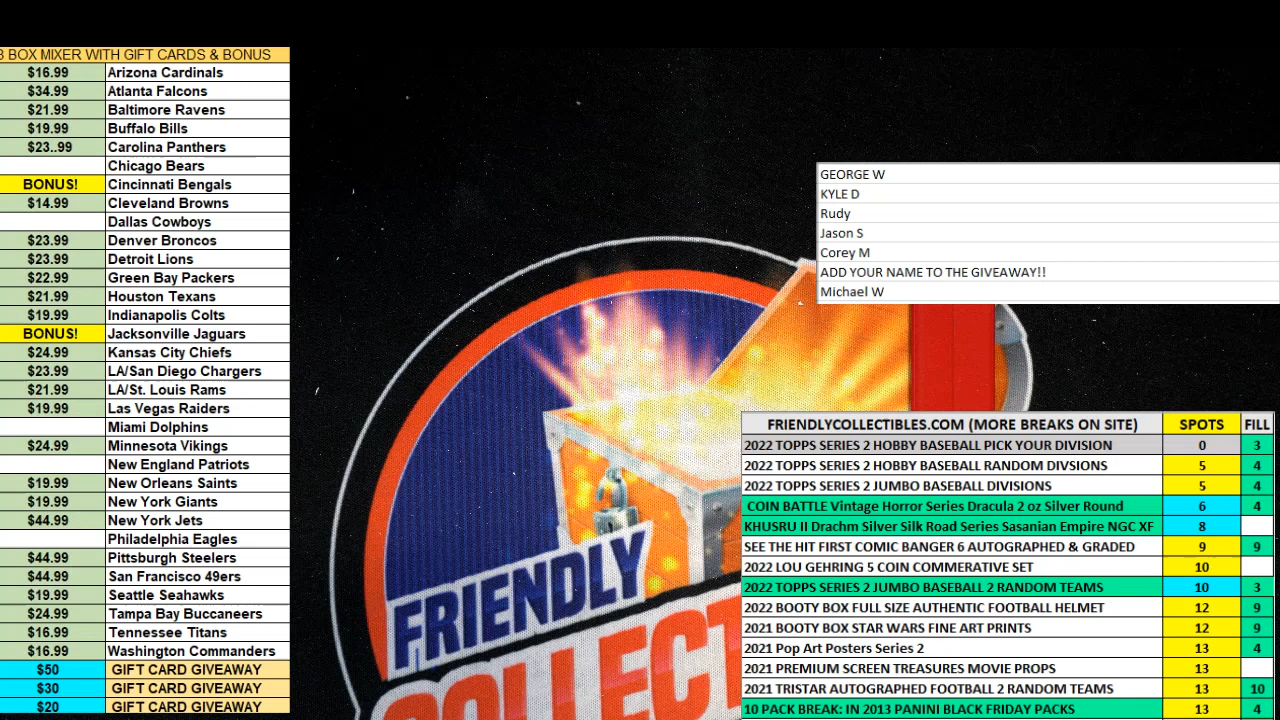 3 BOX MIXER WITH GIFT CARDS & BONUS
$16.99 Arizona Cardinals
$34.99 Atlanta Falcons
$21.99 Baltimore Ravens
$19.99 Buffalo Bills
$23..99 Carolina Panthers
Chicago Bears
BONUS! Cincinnati Bengals
$14.99 Cleveland Browns
Dallas Cowboys
$23.99 Denver Broncos
$23.99 Detroit Lions
$22.99 Green Bay Packers
$21.99 Houston Texans
$19.99 Indianapolis Colts
BONUS! Jacksonville Jaguars
$24.99 Kansas City Chiefs
$23.99 LA/San Diego Chargers
$21.99 LA/St. Louis Rams
$19.99 Las Vegas Raiders
Miami Dolphins
$24.99 Minnesota Vikings
New England Patriots
$19.99 New Orleans Saints
$19.99 New York Giants
$44.99 New York Jets
Philadelphia Eagles
$44.99 Pittsburgh Steelers
$44.99 San Francisco 49ers
$19.99 Seattle Seahawks
$24.99 Tampa Bay Buccaneers
$16.99 Tennessee Titans
$16.99 Washington Commanders
$50 GIFT CARD GIVEAWAY
$30 GIFT CARD GIVEAWAY
$20 GIFT CARD GIVEAWAY
GEORGE W
KYLE D
Rudy
Jason S
Corey M
ADD YOUR NAME TO THE GIVEAWAY!!
Michael W
FRIENDLY
COLLEC
FRIENDLYCOLLECTIBLES.COM (MORE BREAKS ON SITE) SPOTS FILL
2022 TOPPS SERIES 2 HOBBY BASEBALL PICK YOUR DIVISION 0 3
2022 TOPPS SERIES 2 HOBBY BASEBALL RANDOM DIVSIONS 5 4
2022 TOPPS SERIES 2 JUMBO BASEBALL DIVISIONS 5 4
COIN BATTLE Vintage Horror Series Dracula 2 oz Silver Round 6 4
KHUSRU II Drachm Silver Silk Road Series Sasanian Empire NGC XF 8
SEE THE HIT FIRST COMIC BANGER 6 AUTOGRAPHED & GRADED 9 9
2022 LOU GEHRING 5 COIN COMMERATIVE SET 10
2022 TOPPS SERIES 2 JUMBO BASEBALL 2 RANDOM TEAMS 10 3
2022 BOOTY BOX FULL SIZE AUTHENTIC FOOTBALL HELMET 12 9
2021 BOOTY BOX STAR WARS FINE ART PRINTS 12 9
2021 Pop Art Posters Series 2 13 4
2021 PREMIUM SCREEN TREASURES MOVIE PROPS 13
2021 TRISTAR AUTOGRAPHED FOOTBALL 2 RANDOM TEAMS 13 10
10 PACK BREAK: IN 2013 PANINI BLACK FRIDAY PACKS 13 4